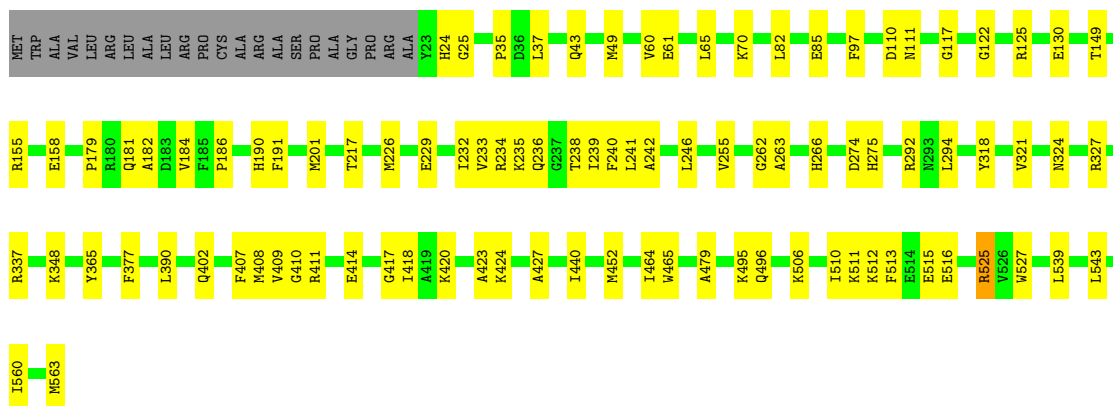 MET TRP ALA VAL LEU ARG LEU ALA LEU ARG PRO CYS ALA ARG ALA SER PRO ALA GLY PRO ARG ALA Y23 H24 G25 P35 D36 L37 Q43 M49 V60 E61 L65 K70 L82 E85 F97 D110 N111 G117 G122 R125 E130 T149
R155 E158 P179 R180 Q181 A182 D183 V184 F185 P186 H190 F191 M201 T217 M226 E229 I232 V233 R234 K235 Q236 G237 T238 I239 F240 L241 A242 L246 V255 G262 A263 H266 D274 H275 R292 N293 L294 Y318 V321 N324 R327
R337 K348 Y365 F377 L390 Q402 F407 M408 V409 G410 R411 E414 G417 I418 A419 K420 A423 K424 A427 I440 M452 I464 W465 A479 K495 Q496 K506 I510 K511 K512 F513 E514 E515 E516 R525 V526 W527 L539 L543
I560 M563